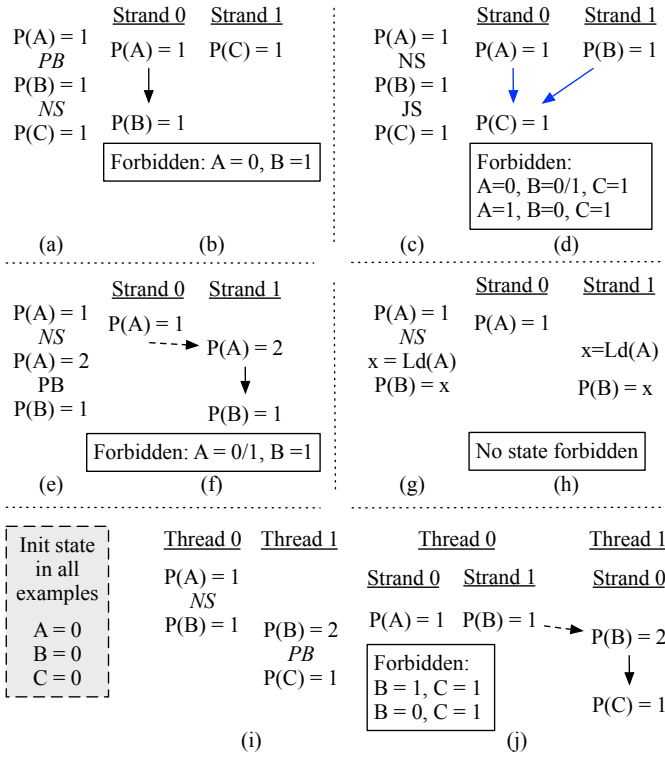 P(A) = 1
PB
P(B) = 1
NS
P(C) = 1
(a)
Strand 0 Strand 1
P(A) = 1 P(C) = 1
P(B) = 1
Forbidden: A = 0, B =1
(b)
P(A) = 1
NS
P(B) = 1
JS
P(C) = 1
(c)
Strand 0 Strand 1
P(A) = 1 P(B) = 1
P(C) = 1
Forbidden:
A=0, B=0/1, C=1
A=1, B=0, C=1
(d)
P(A) = 1
NS
P(A) = 2
PB
P(B) = 1
(e)
Strand 0 Strand 1
P(A) = 1
P(A) = 2
P(B) = 1
Forbidden: A = 0/1, B =1
(f)
P(A) = 1
NS
x = Ld(A)
P(B) = x
(g)
Strand 0 Strand 1
P(A) = 1
x=Ld(A)
P(B) = x
No state forbidden
(h)
Init state
in all
examples
A = 0
B = 0
C = 0
Thread 0 Thread 1
P(A) = 1
NS
P(B) = 1
P(B) = 2
PB
P(C) = 1
(i)
Thread 0 Thread 1
Strand 0 Strand 1 Strand 0
P(A) = 1 P(B) = 1
P(B) = 2
P(C) = 1
Forbidden:
B = 1, C = 1
B = 0, C = 1
(j)